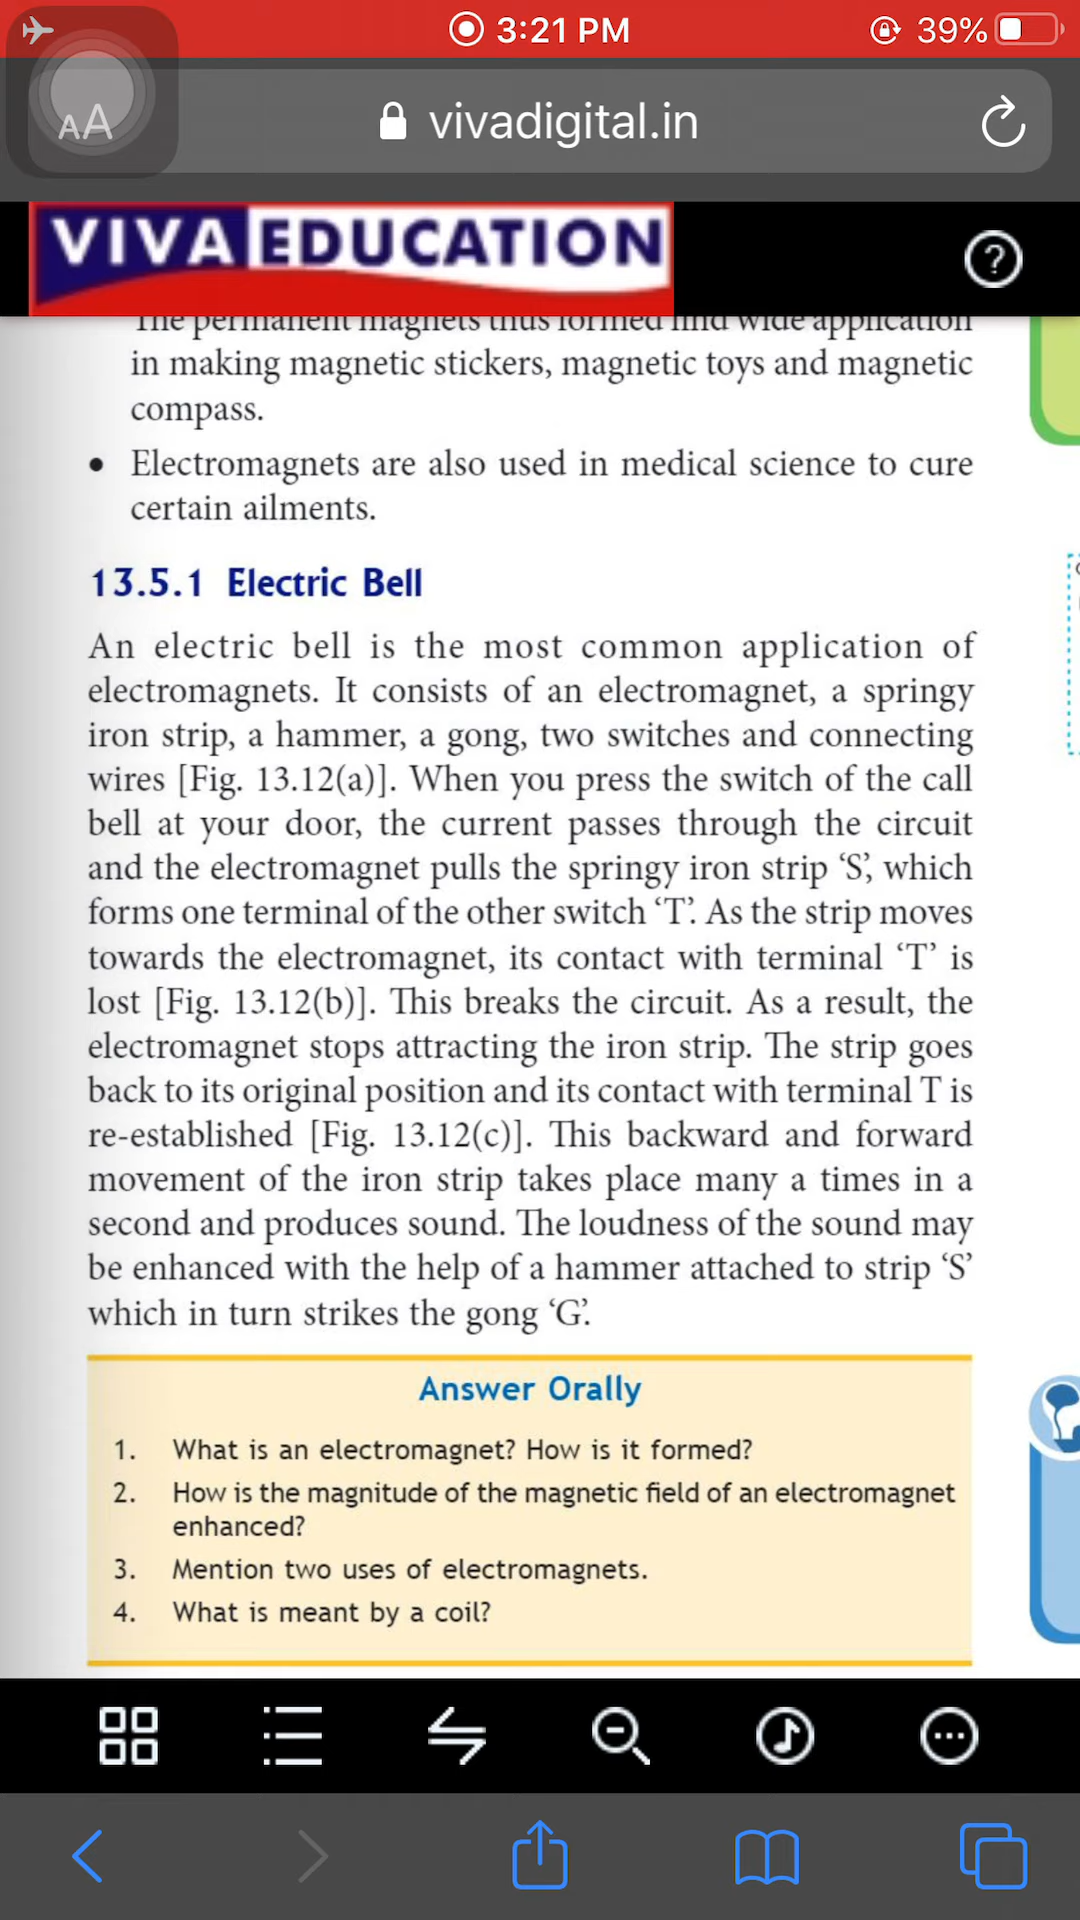 3:21 PM
39%
AA
vivadigital.in
VIVA EDUCATION
?
The permanent magnets thus formed find wide application
in making magnetic stickers, magnetic toys and magnetic
compass.
• Electromagnets are also used in medical science to cure
certain ailments.
13.5.1 Electric Bell
An electric bell is the most common application of
electromagnets. It consists of an electromagnet, a springy
iron strip, a hammer, a gong, two switches and connecting
wires [Fig. 13.12(a)]. When you press the switch of the call
bell at your door, the current passes through the circuit
and the electromagnet pulls the springy iron strip ‘S’, which
forms one terminal of the other switch ‘T’. As the strip moves
towards the electromagnet, its contact with terminal ‘T’ is
lost [Fig. 13.12(b)]. This breaks the circuit. As a result, the
electromagnet stops attracting the iron strip. The strip goes
back to its original position and its contact with terminal T is
re-established [Fig. 13.12(c)]. This backward and forward
movement of the iron strip takes place many a times in a
second and produces sound. The loudness of the sound may
be enhanced with the help of a hammer attached to strip ‘S’
which in turn strikes the gong ‘G’.
Answer Orally
1. What is an electromagnet? How is it formed?
2. How is the magnitude of the magnetic field of an electromagnet
enhanced?
3. Mention two uses of electromagnets.
4. What is meant by a coil?